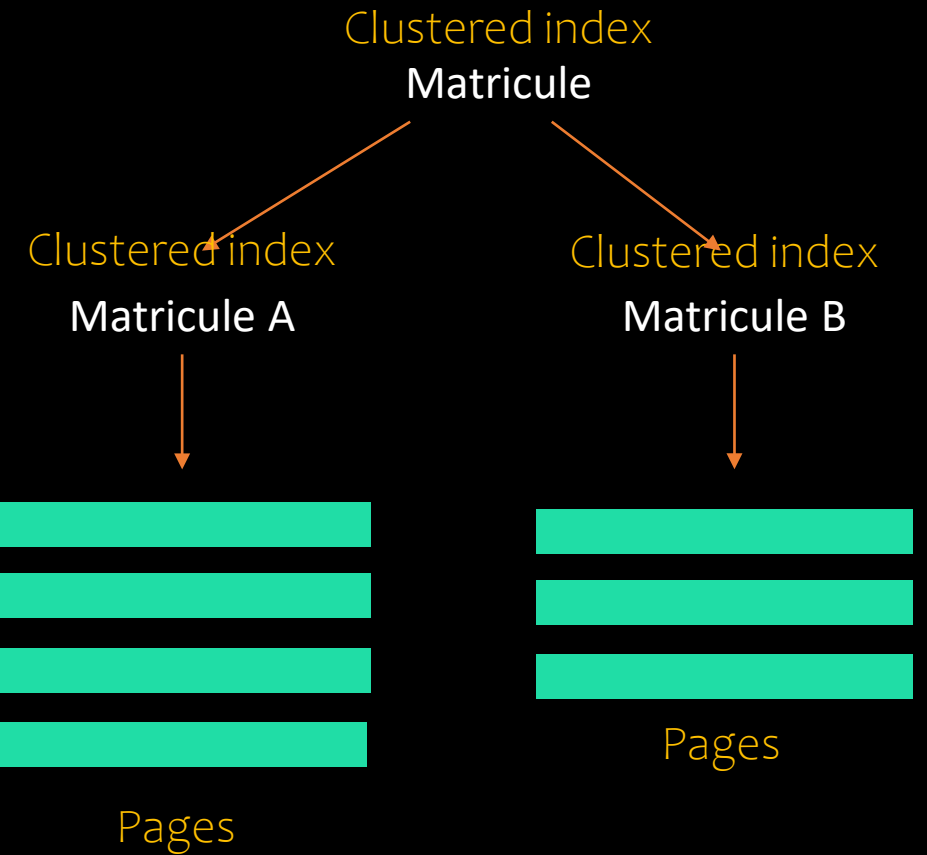 Clustered index
Matricule
Clustered index
Matricule A
Clustered index
Matricule B
Pages
Pages